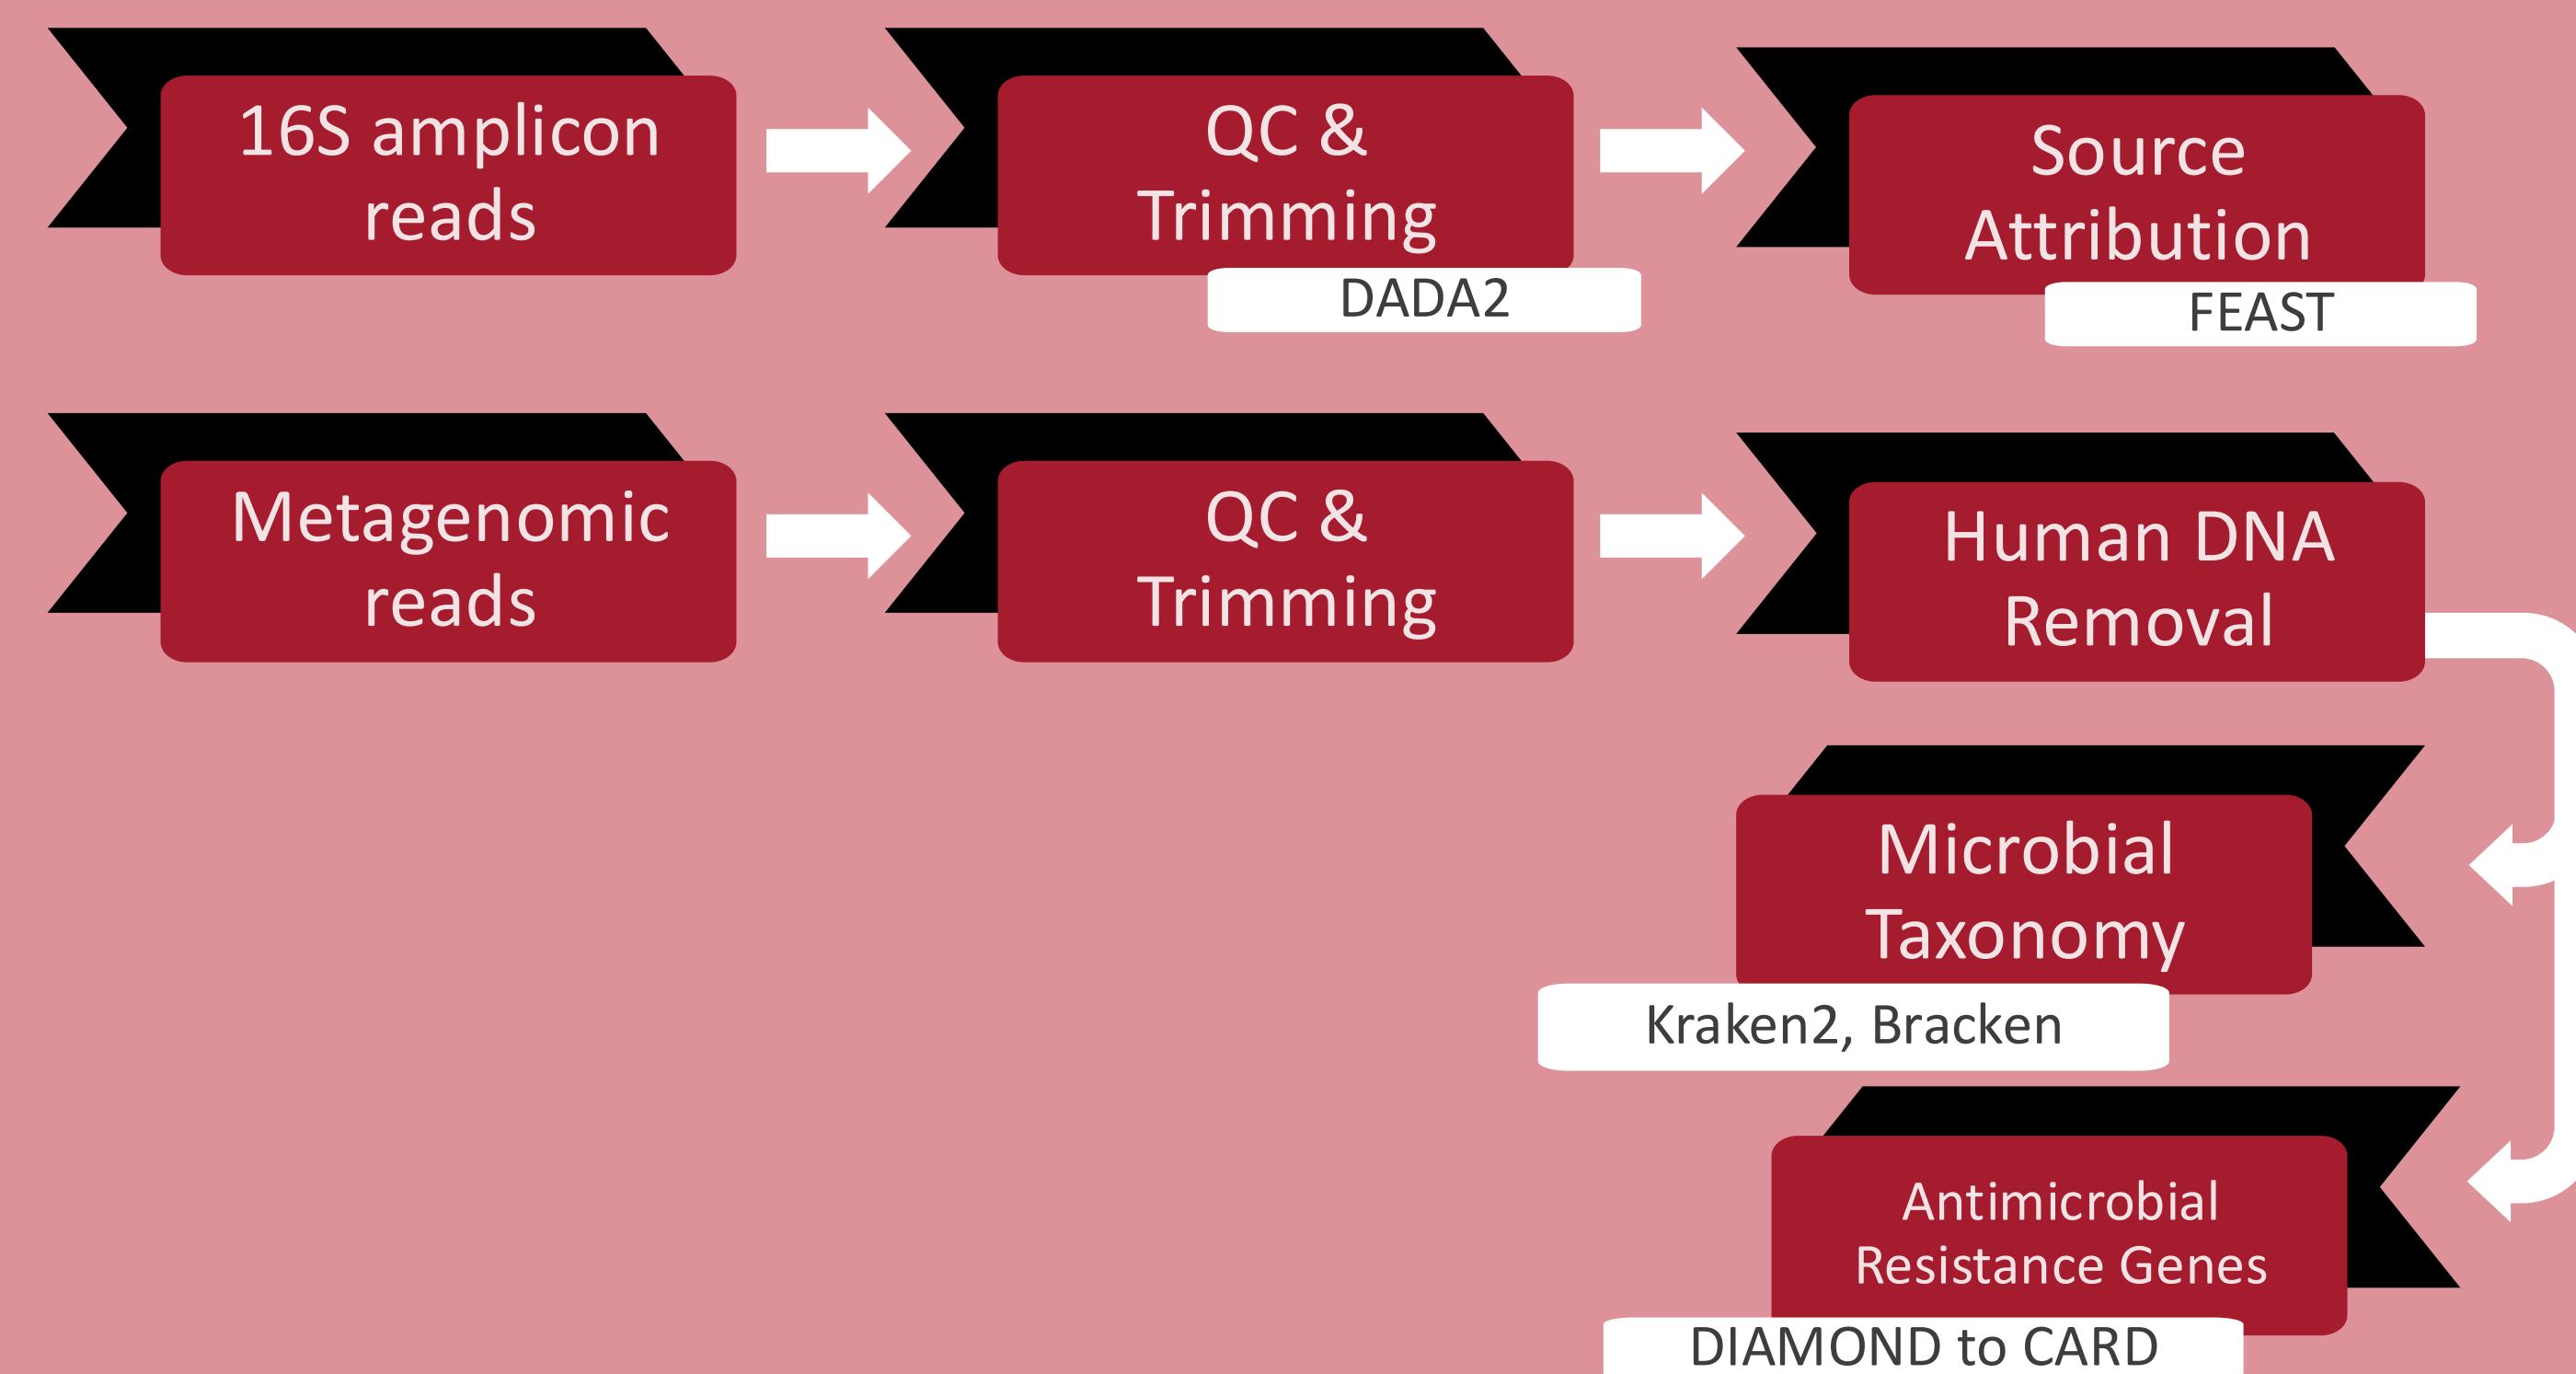 16S amplicon
reads
QC &
Trimming
DADA2
Source
Attribution
FEAST
Metagenomic
reads
QC &
Trimming
Human DNA
Removal
Microbial
Taxonomy
Kraken2, Bracken
Antimicrobial
Resistance Genes
DIAMOND to CARD